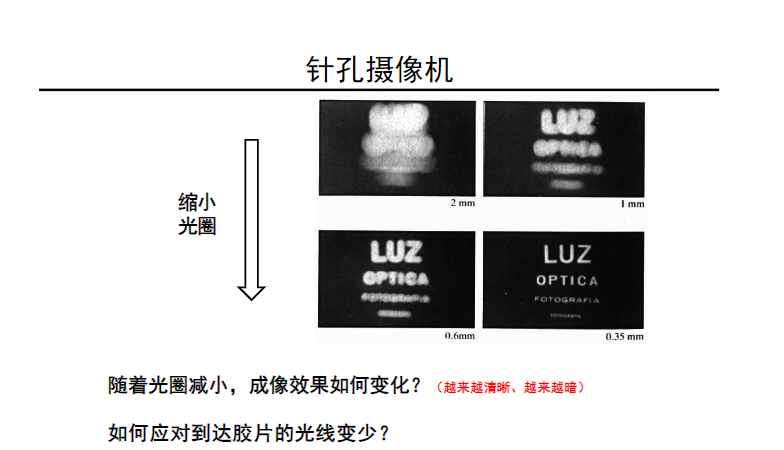 针孔摄像机
缩小
光圈
LUZ
2 mm
LUZ
OPTICA
1 mm
LUZ
OPTICA
FOTOGRAFIA
0.6mm
LUZ
OPTICA
FOTOGRAFIA
0.35 mm
随着光圈减小，成像效果如何变化？（越来越清晰、越来越暗）
如何应对到达胶片的光线变少？